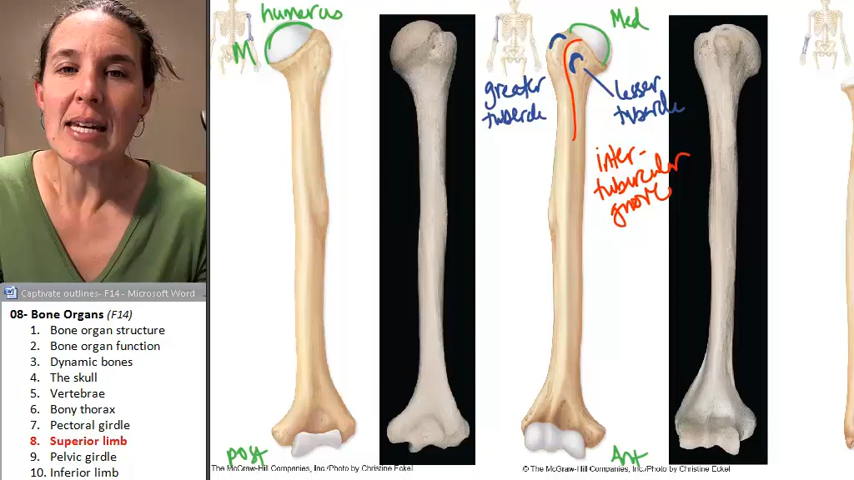 humerus
M
Med
greater
tubercle
lesser
tubercle
inter-
tubercular
groove
post
Ant
The McGraw-Hill Companies, Inc./Photo by Christine Eckel
© The McGraw-Hill Companies, Inc./Photo by Christine Eckel
Captivate outlines- F14 - Microsoft Word
08- Bone Organs (F14)
1. Bone organ structure
2. Bone organ function
3. Dynamic bones
4. The skull
5. Vertebrae
6. Bony thorax
7. Pectoral girdle
8. Superior limb
9. Pelvic girdle
10. Inferior limb